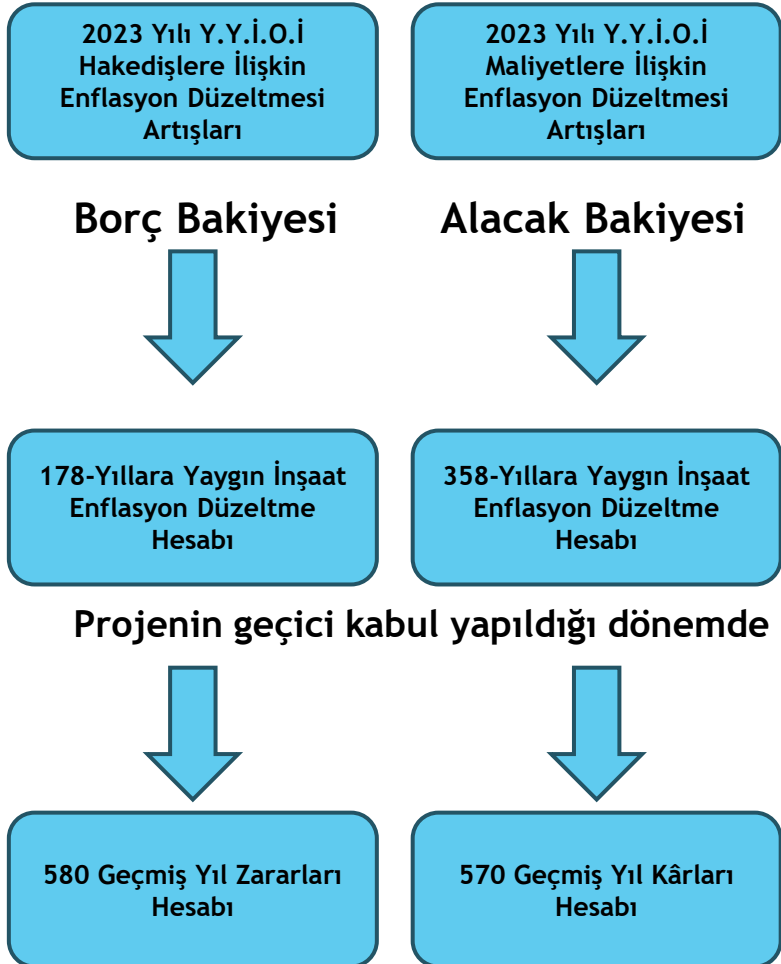 2023 Yılı Y.Y.İ.O.İ
Hakedişlere İlişkin
Enflasyon Düzeltmesi
Artışları
2023 Yılı Y.Y.İ.O.İ
Maliyetlere İlişkin
Enflasyon Düzeltmesi
Artışları
Borç Bakiyesi
Alacak Bakiyesi
178-Yıllara Yaygın İnşaat
Enflasyon Düzeltme
Hesabı
358-Yıllara Yaygın İnşaat
Enflasyon Düzeltme
Hesabı
Projenin geçici kabul yapıldığı dönemde
580 Geçmiş Yıl Zararları
Hesabı
570 Geçmiş Yıl Kârları
Hesabı